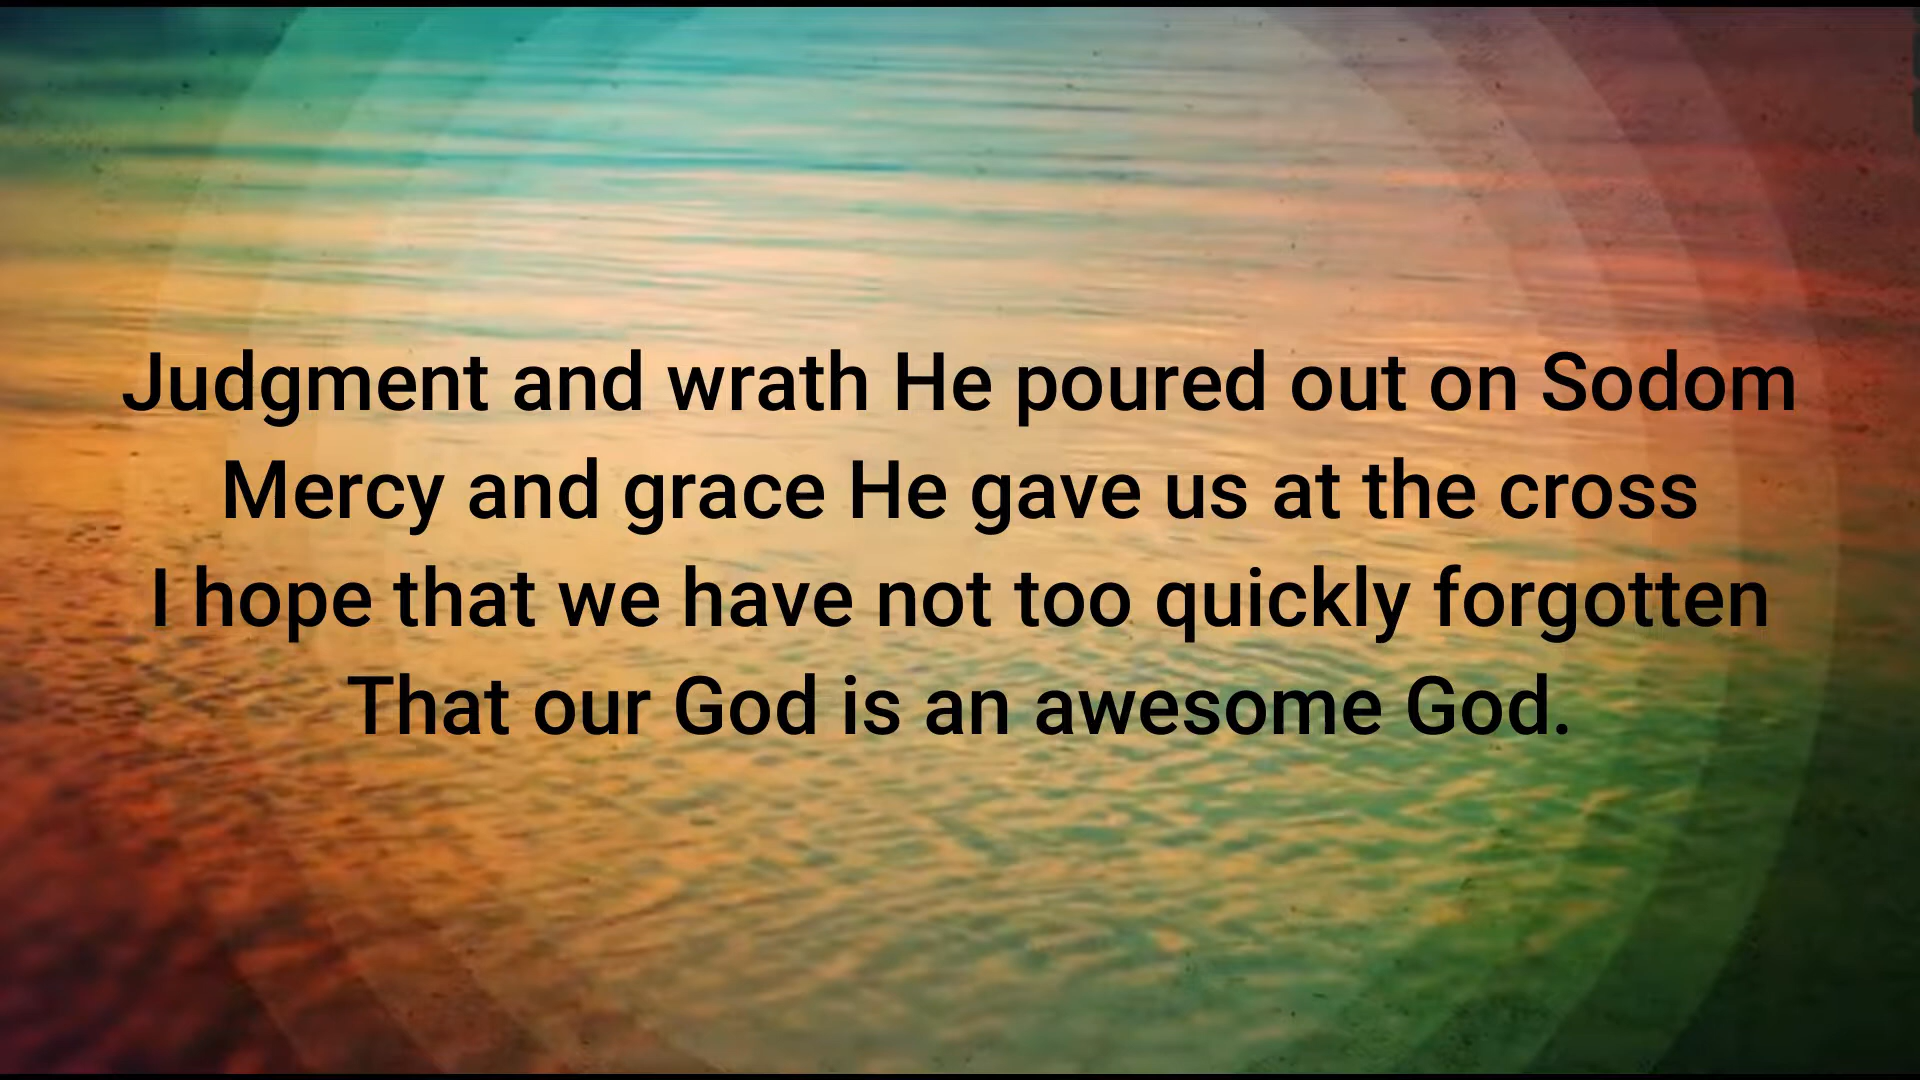 Judgment and wrath He poured out on Sodom
Mercy and grace He gave us at the cross
I hope that we have not too quickly forgotten
That our God is an awesome God.